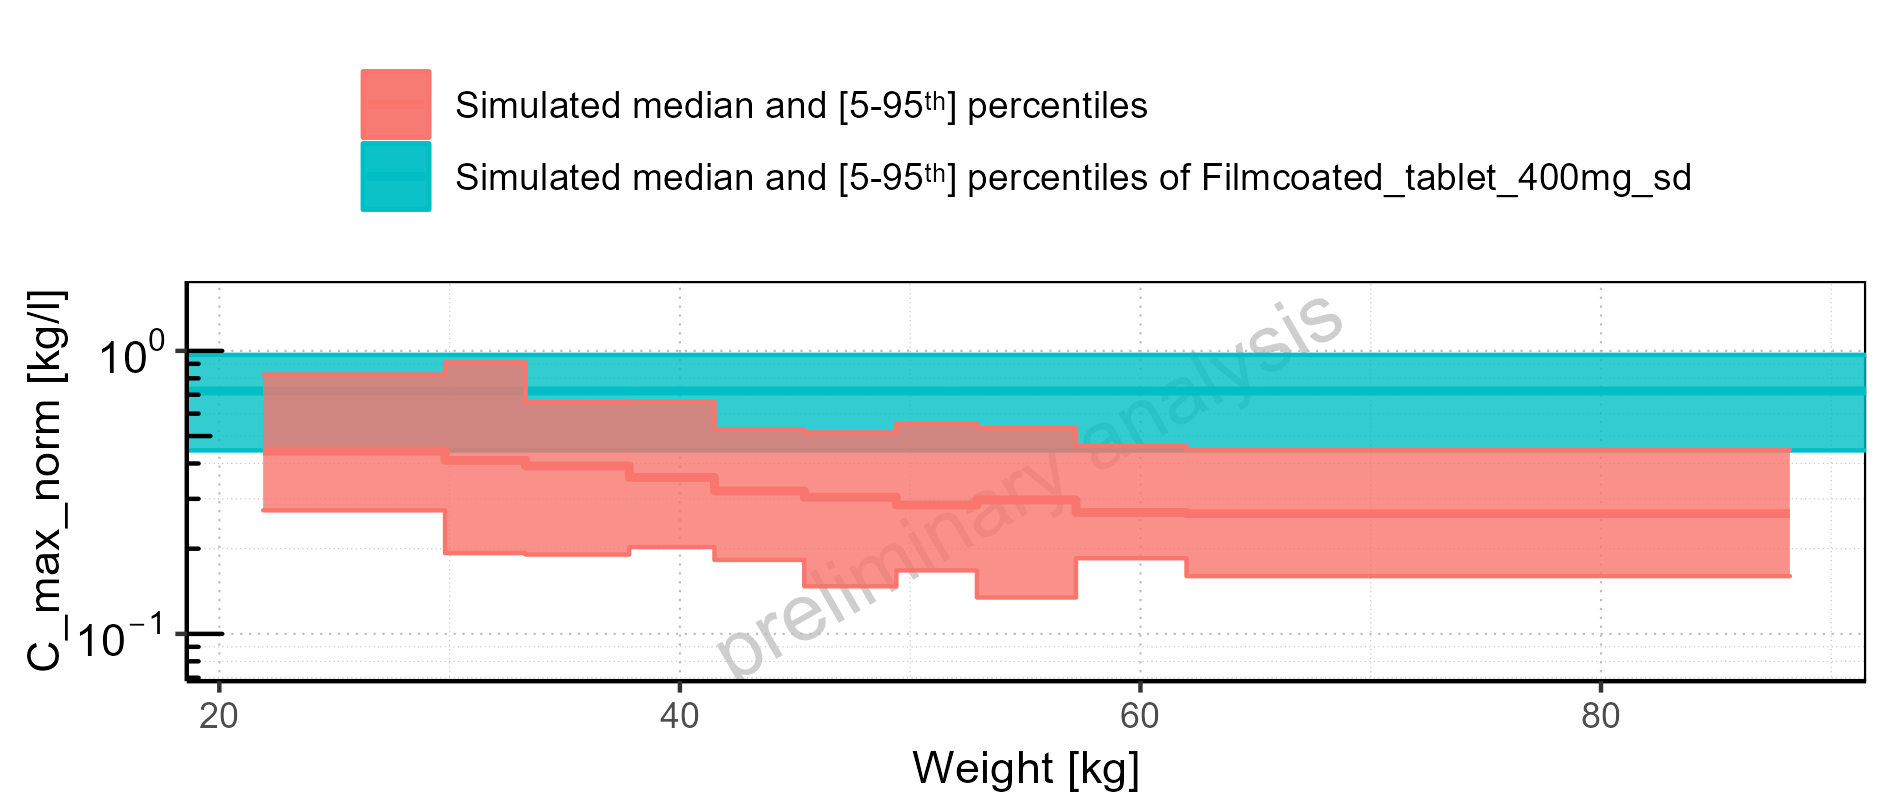 Simulated median and [5-95th] percentiles
Simulated median and [5-95th] percentiles of Filmcoated_tablet_400mg_sd
C_max_norm [kg/l]
10^0
10^−1
preliminary analysis
20 40 60 80
Weight [kg]